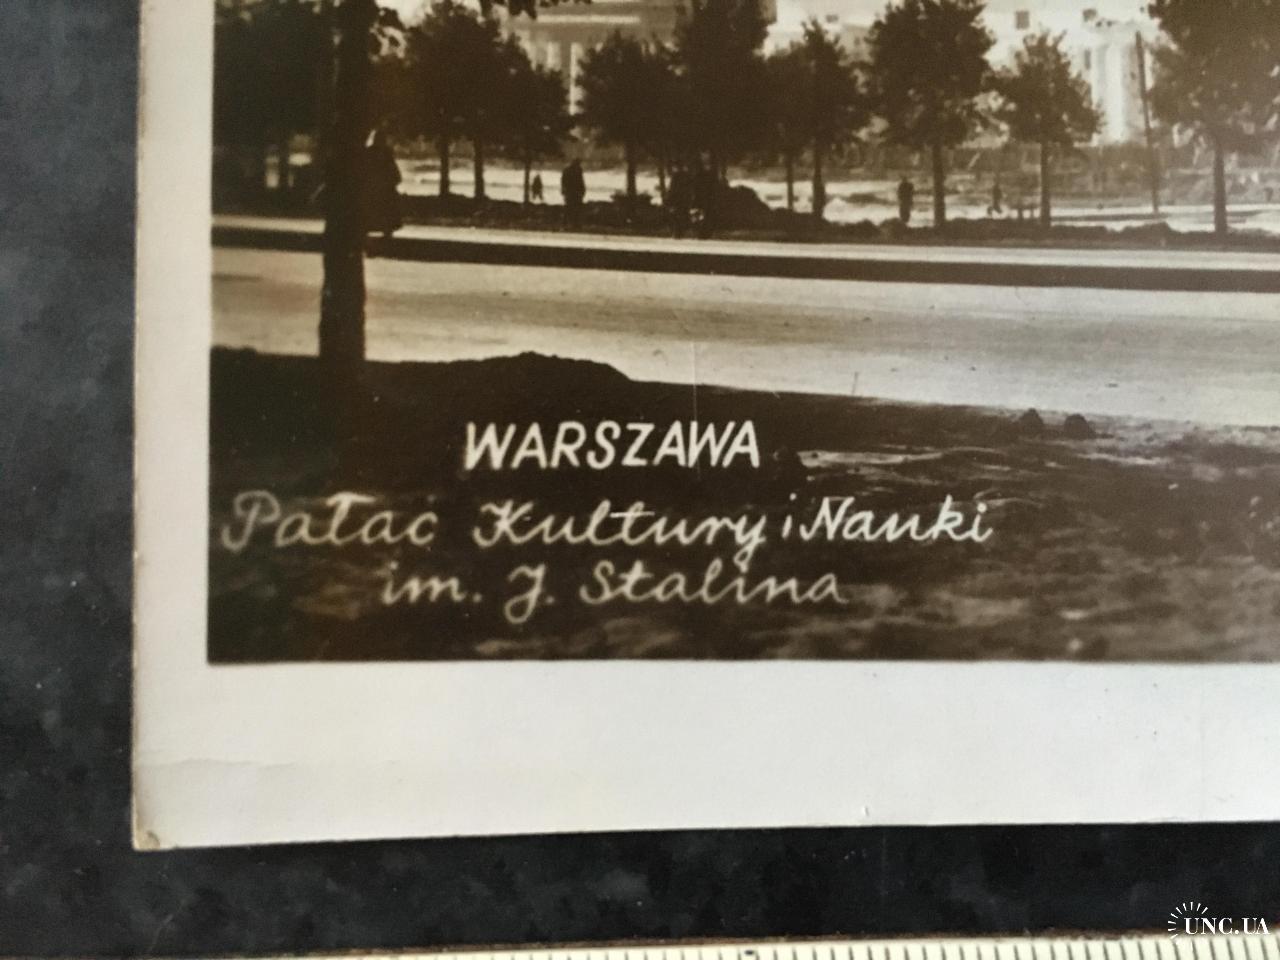 WARSZAWA
Pałac Kultury i Nauki
im. J. Stalina
UNC.UA